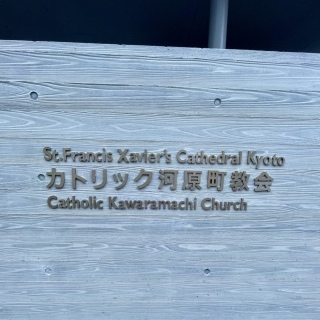 St.Francis Xavier's Cathedral Kyoto
カトリック河原町教会
Catholic Kawaramachi Church